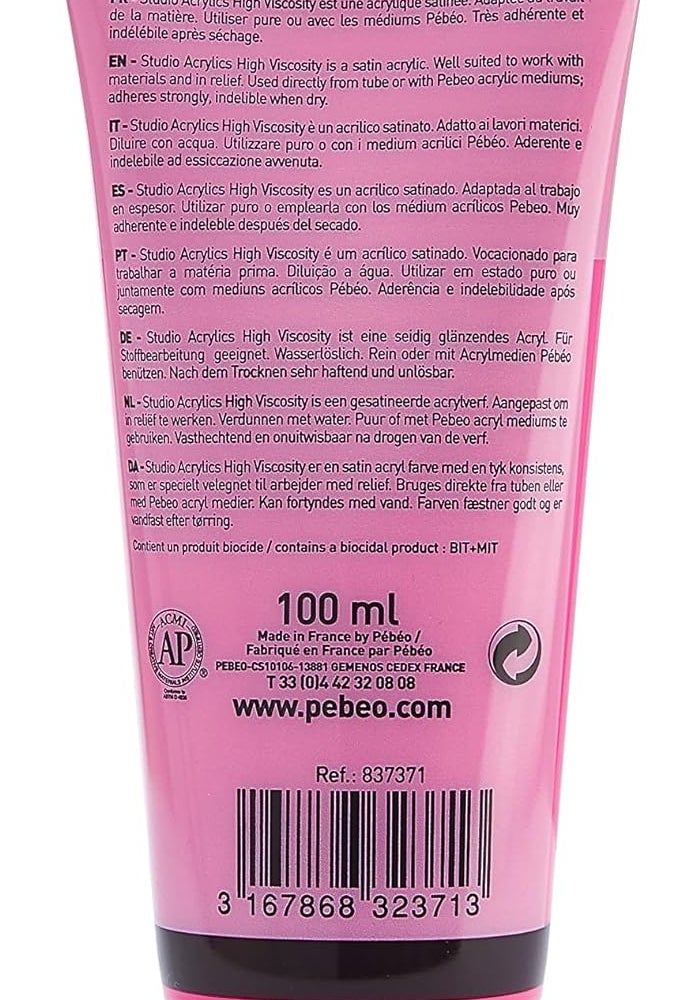 FR - Studio Acrylics High Viscosity est une acrylique satinée. Adaptée au travail
de la matière. Utiliser pure ou avec les médiums Pébéo. Très adhérente et
indélébile après séchage.
EN - Studio Acrylics High Viscosity is a satin acrylic. Well suited to work with
materials and in relief. Used directly from tube or with Pebeo acrylic mediums;
adheres strongly, indelible when dry.
IT - Studio Acrylics High Viscosity è un acrilico satinato. Adatto ai lavori materici.
Diluire con acqua. Utilizzare puro o con i medium acrilici Pébéo. Aderente e
indelebile ad essiccazione avvenuta.
ES - Studio Acrylics High Viscosity es un acrílico satinado. Adaptada al trabajo
en espesor. Utilizar puro o emplearla con los médium acrílicos Pebeo. Muy
adherente e indeleble después del secado.
PT - Studio Acrylics High Viscosity é um acrílico satinado. Vocacionado para
trabalhar a matéria prima. Diluição a água. Utilizar em estado puro ou
juntamente com mediuns acrílicos Pébéo. Aderência e indelebilidade após
secagem.
DE - Studio Acrylics High Viscosity ist eine seidig glänzendes Acryl. Für
Stoffbearbeitung geeignet. Wasserlöslich. Rein oder mit Acrylmedien Pébéo
benützen. Nach dem Trocknen sehr haftend und unlösbar.
NL - Studio Acrylics High Viscosity is een gesatineerde acrylverf. Aangepast om
in reliëf te werken. Verdunnen met water. Puur of met Pebeo acryl mediums te
gebruiken. Vasthechtend en onuitwisbaar na drogen van de verf.
DA - Studio Acrylics High Viscosity er en satin acryl farve med en tyk konsistens,
som er specielt velegnet til arbejder med relief. Bruges direkte fra tuben eller
med Pebeo acryl medier. Kan fortyndes med vand. Farven fæstner godt og er
vandfast efter tørring.
Contient un produit biocide / contains a biocidal product : BIT+MIT
100 ml
Made in France by Pébéo /
Fabriqué en France par Pébéo
PEBEO-CS10106-13881 GEMENOS CEDEX FRANCE
T 33 (0)4 42 32 08 08
www.pebeo.com
ACMI
AP
®
Conforms to
ASTM D-4236
Ref.: 837371
3 167868 323713